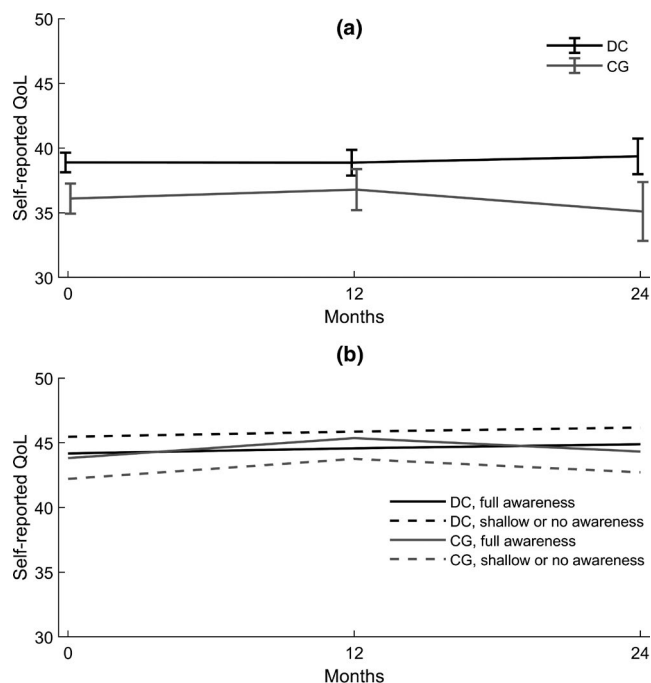 (a)
50
45
40
35
30
Self-reported QoL
DC
CG
0
12
24
Months
(b)
50
45
40
35
30
Self-reported QoL
DC, full awareness
DC, shallow or no awareness
CG, full awareness
CG, shallow or no awareness
0
12
24
Months